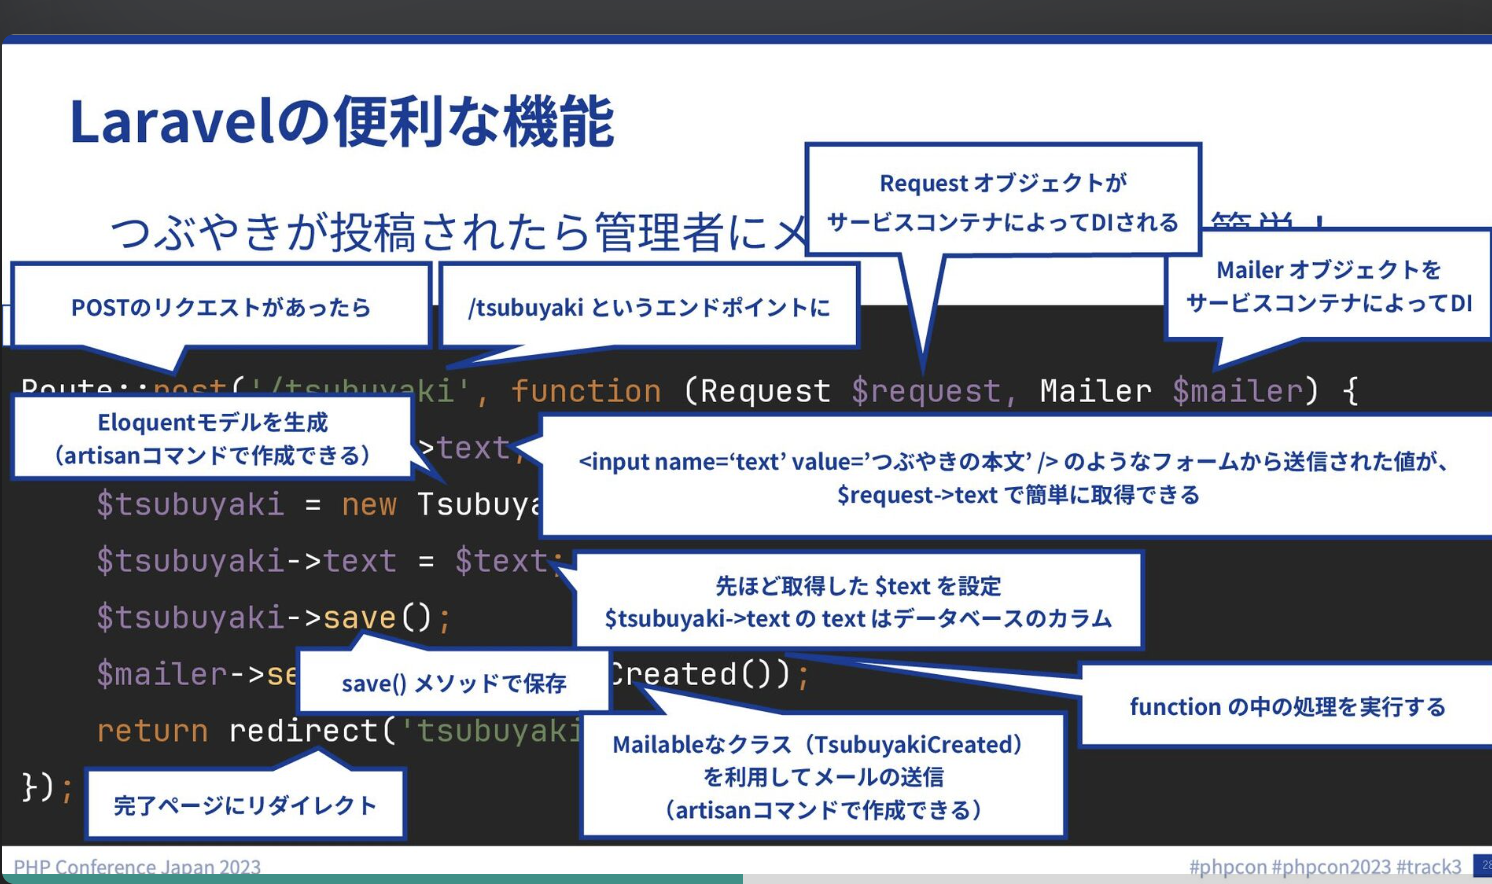 Laravelの便利な機能
つぶやきが投稿されたら管理者にメ
簡単！
Request オブジェクトが
サービスコンテナによってDIされる
Mailer オブジェクトを
サービスコンテナによってDI
POSTのリクエストがあったら
/tsubuyaki というエンドポイントに
Route::post('/tsubuyaki', function (Request $request, Mailer $mailer) {
Eloquentモデルを生成
（artisanコマンドで作成できる）
>text;
<input name=‘text’ value=’つぶやきの本文’ /> のようなフォームから送信された値が、
$request->text で簡単に取得できる
$tsubuyaki = new Tsubuya
$tsubuyaki->text = $text;
先ほど取得した $text を設定
$tsubuyaki->text の text はデータベースのカラム
$tsubuyaki->save();
save() メソッドで保存
$mailer->se
Created());
function の中の処理を実行する
return redirect('tsubuyaki
Mailableなクラス（TsubuyakiCreated）
を利用してメールの送信
（artisanコマンドで作成できる）
完了ページにリダイレクト
});
PHP Conference Japan 2023
#phpcon #phpcon2023 #track3
28